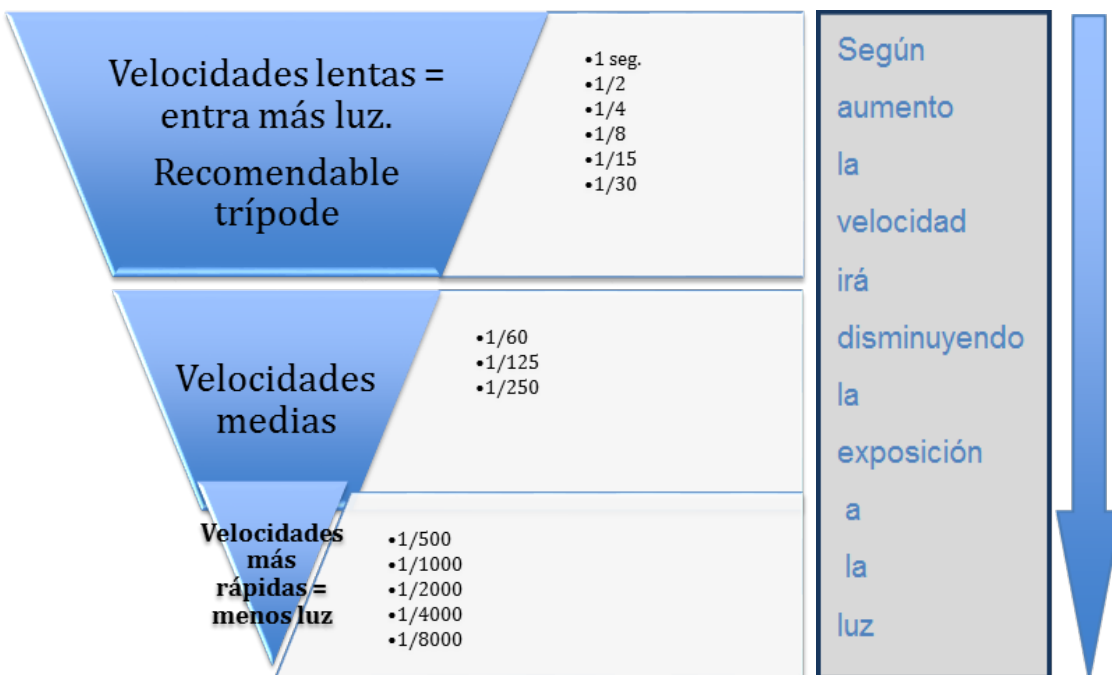 Velocidades lentas =
entra más luz.
Recomendable
trípode
•1 seg.
•1/2
•1/4
•1/8
•1/15
•1/30
Velocidades
medias
•1/60
•1/125
•1/250
Velocidades
más
rápidas =
menos luz
•1/500
•1/1000
•1/2000
•1/4000
•1/8000
Según
aumento
la
velocidad
irá
disminuyendo
la
exposición
a
la
luz